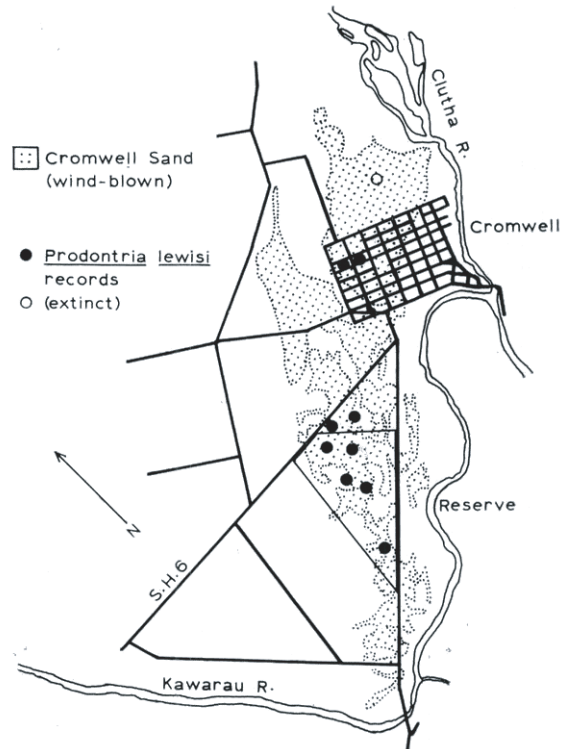 Clutha R.
Cromwell Sand
(wind-blown)
Cromwell
Prodontria lewisi
records
(extinct)
N
Reserve
S.H.6
Kawarau R.